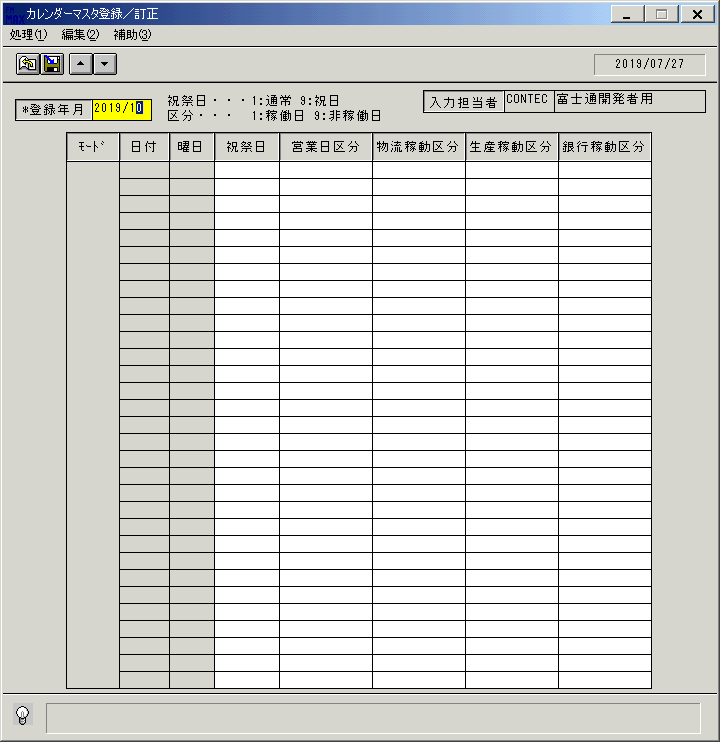 カレンダーマスタ登録／訂正
処理(1) 編集(2) 補助(3)
2019/07/27
*登録年月 2019/10
祝祭日・・・1:通常 9:祝日
区分・・・ 1:稼働日 9:非稼働日
入力担当者 CONTEC 富士通開発者用
ﾓｰﾄﾞ 日付 曜日 祝祭日 営業日区分 物流稼動区分 生産稼動区分 銀行稼動区分